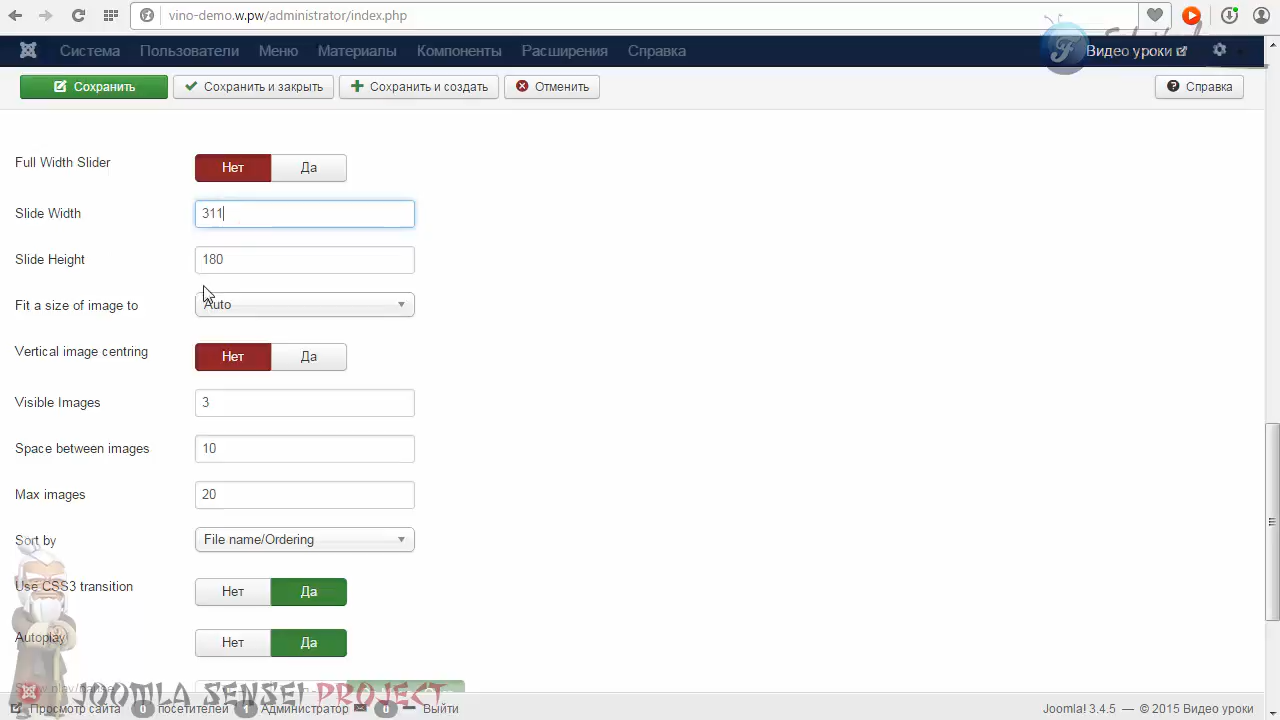 vino-demo.w.pw/administrator/index.php
Система Пользователи Меню Материалы Компоненты Расширения Справка Видео уроки
Сохранить Сохранить и закрыть Сохранить и создать Отменить Справка
Full Width Slider Нет Да
Slide Width 311
Slide Height 180
Fit a size of image to Auto
Vertical image centring Нет Да
Visible Images 3
Space between images 10
Max images 20
Sort by File name/Ordering
Use CSS3 transition Нет Да
Autoplay Нет Да
JOOMLA SENSEI PROJECT
Просмотр сайта 0 посетителей 1 Администратор 0 Выйти Joomla! 3.4.5 — © 2015 Видео уроки